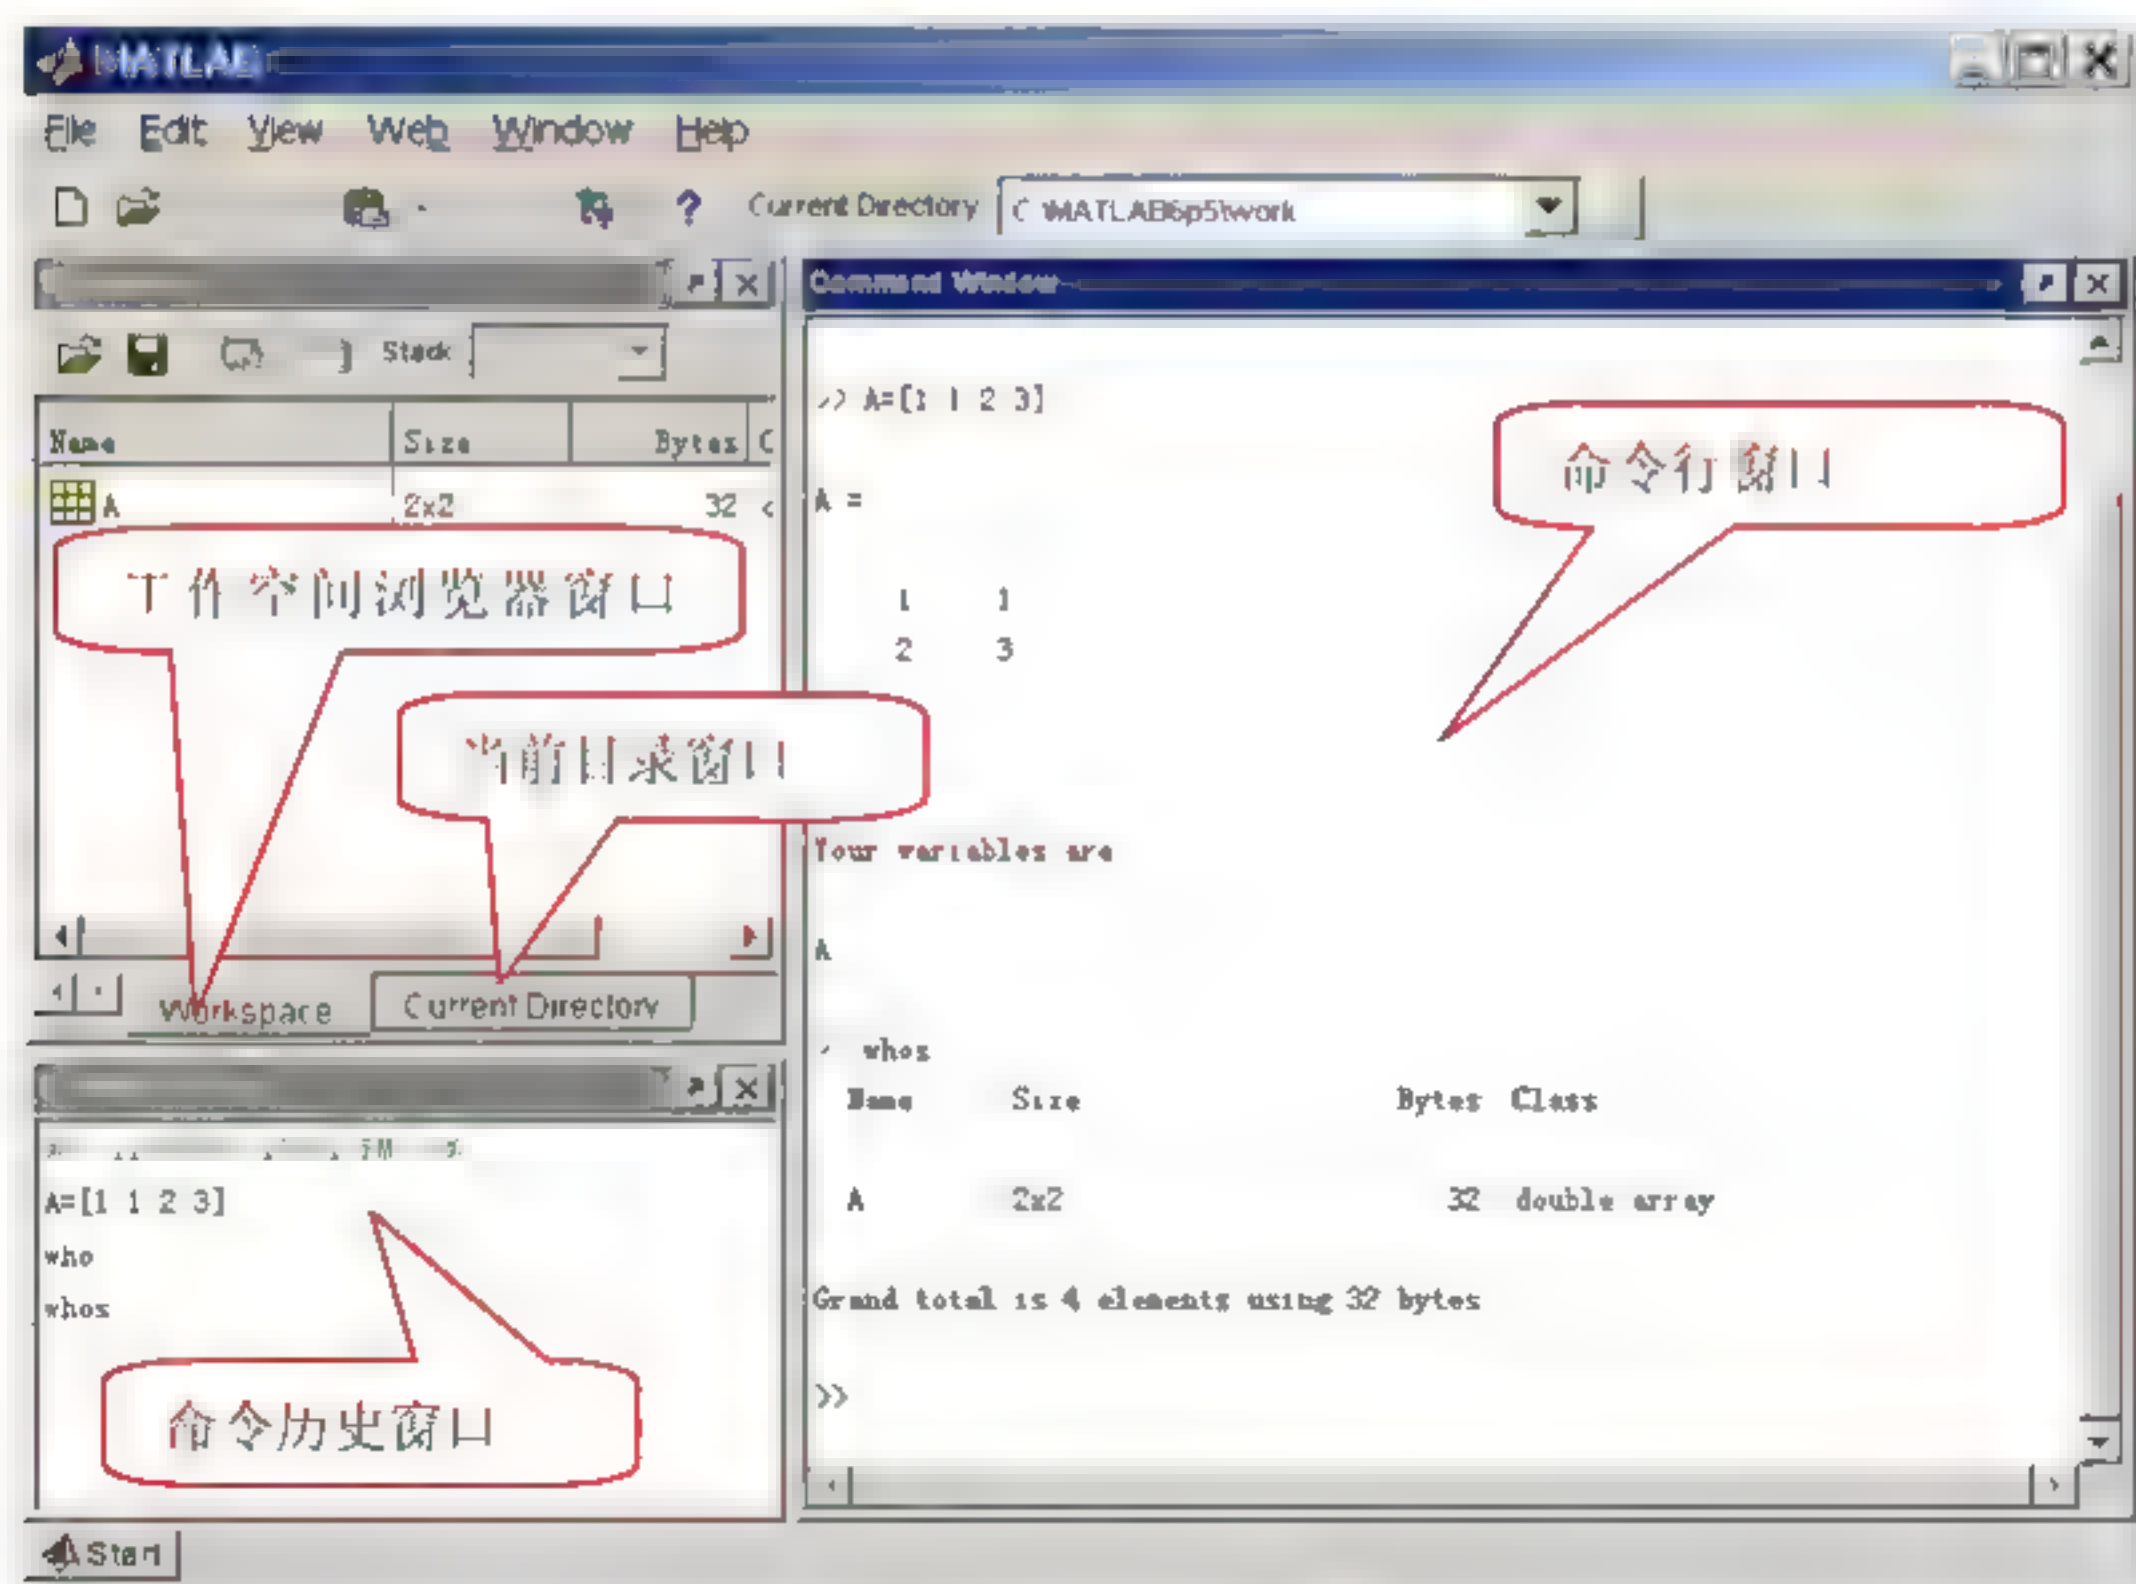 MATLAB
File Edit View Web Window Help
Current Directory C MATLAB6p5\work
Stack
Name Size Bytes C
A 2x2 32
工作空间浏览器窗口
当前目录窗口
Workspace Current Directory
A=[1 1 2 3]
who
whos
命令历史窗口
Command Window
>> A=[1 1 2 3]
命令行窗口
A =
1 1
2 3
Your variables are
A
whos
Name Size Bytes Class
A 2x2 32 double array
Grand total is 4 elements using 32 bytes
>>
Start